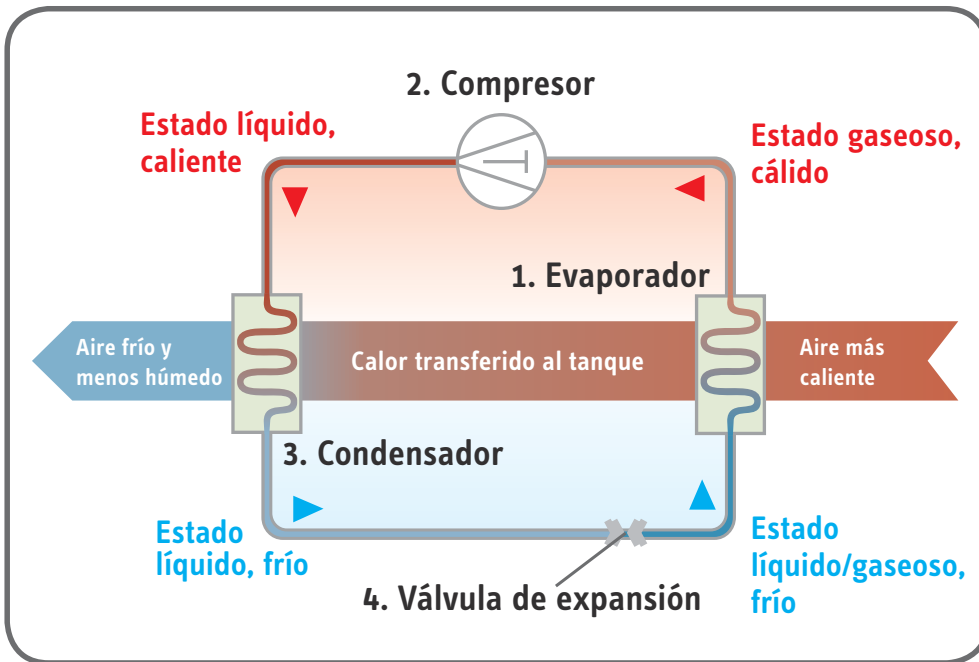 2. Compresor
Estado líquido,
caliente
Estado gaseoso,
cálido
1. Evaporador
Aire frío y
menos húmedo
Calor transferido al tanque
Aire más
caliente
3. Condensador
Estado
líquido, frío
4. Válvula de expansión
Estado
líquido/gaseoso,
frío